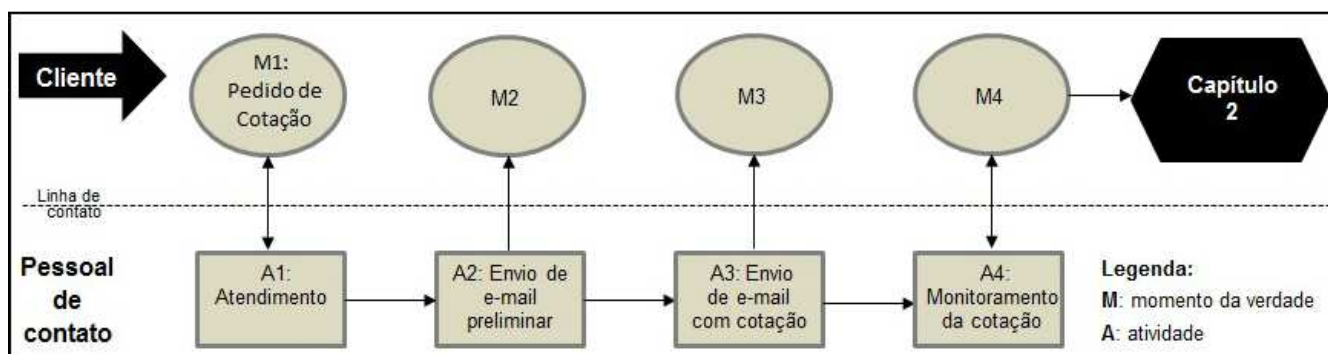 Cliente
M1:
Pedido de
Cotação
M2
M3
M4
Capítulo
2
Linha de
contato
Pessoal
de
contato
A1:
Atendimento
A2: Envio de
e-mail
preliminar
A3: Envio
de e-mail
com cotação
A4:
Monitoramento
da cotação
Legenda:
M: momento da verdade
A: atividade